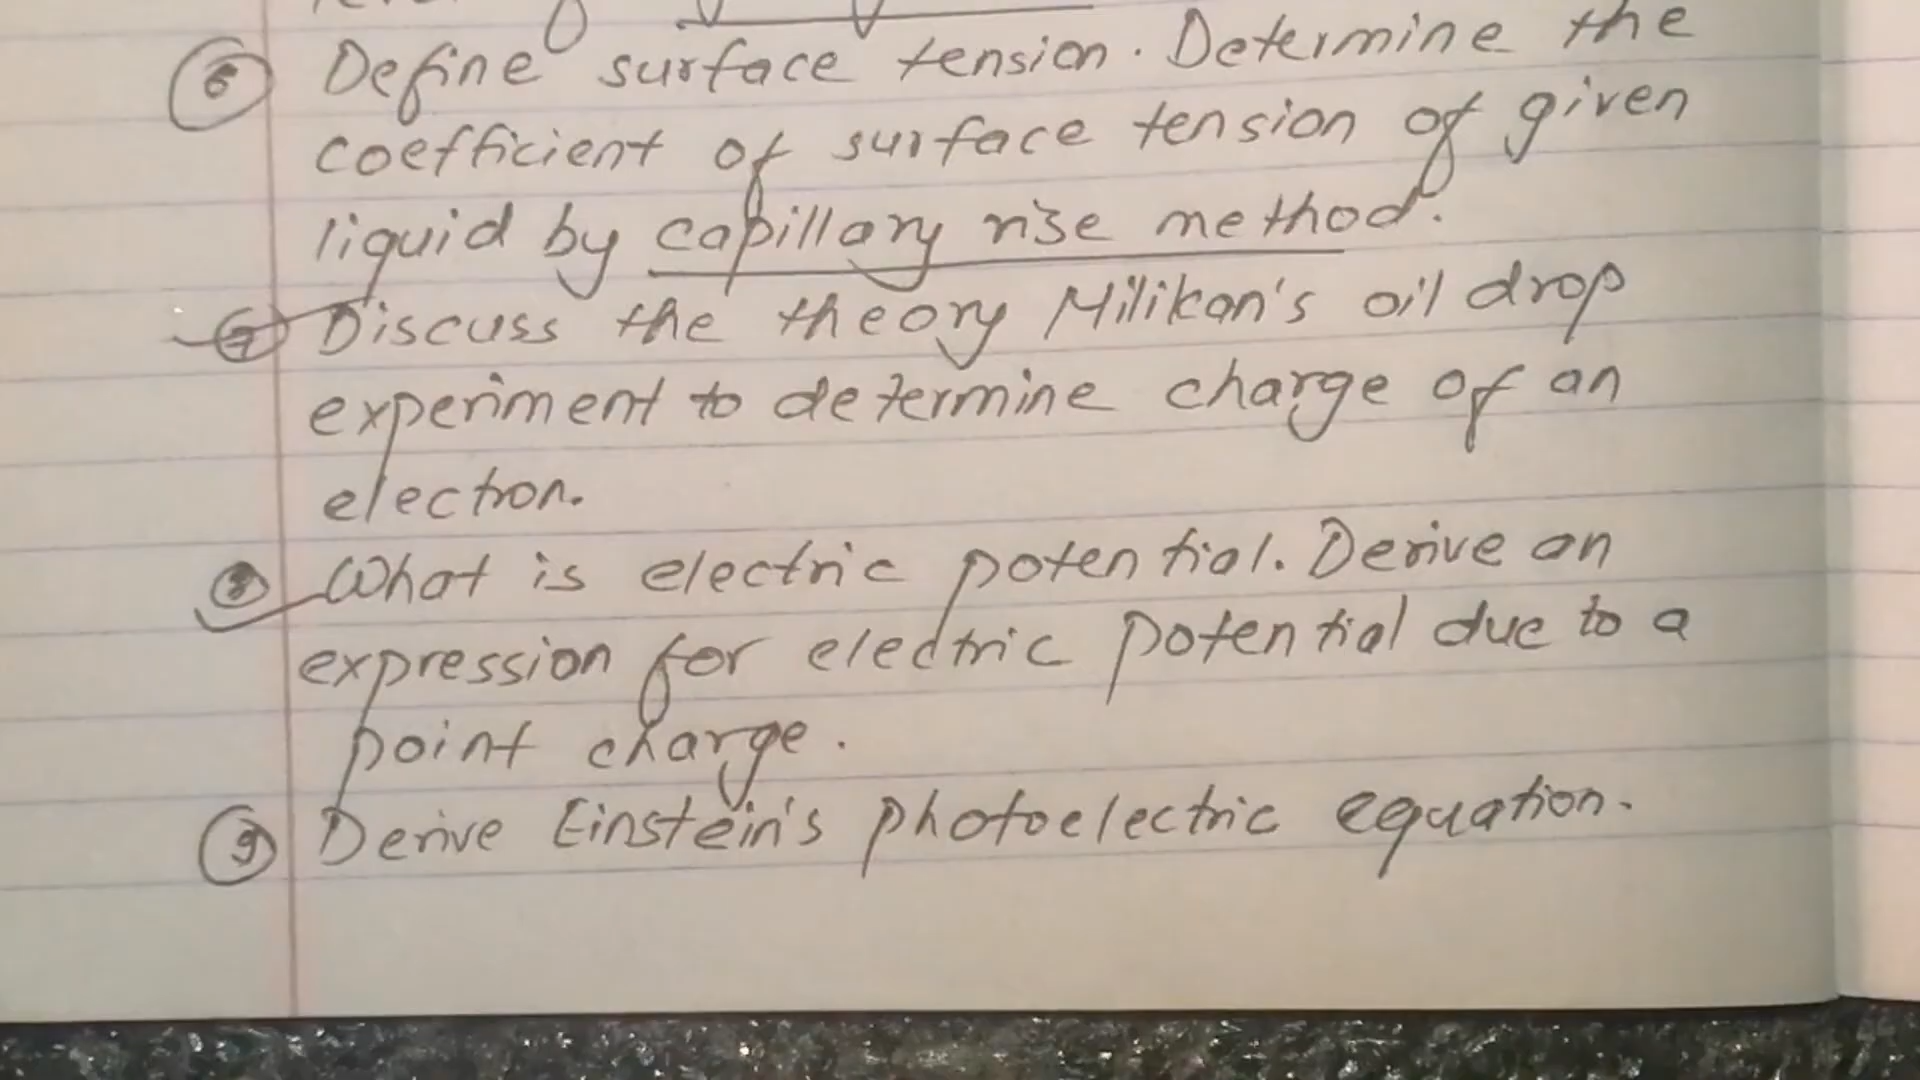 6 Define surface tension. Determine the
coefficient of surface tension of given
liquid by capillary rise method.
7 Discuss the theory Milikan's oil drop
experiment to determine charge of an
electron.
8 What is electric potential. Derive an
expression for electric potential due to a
point charge.
9 Derive Einstein's photoelectric equation.